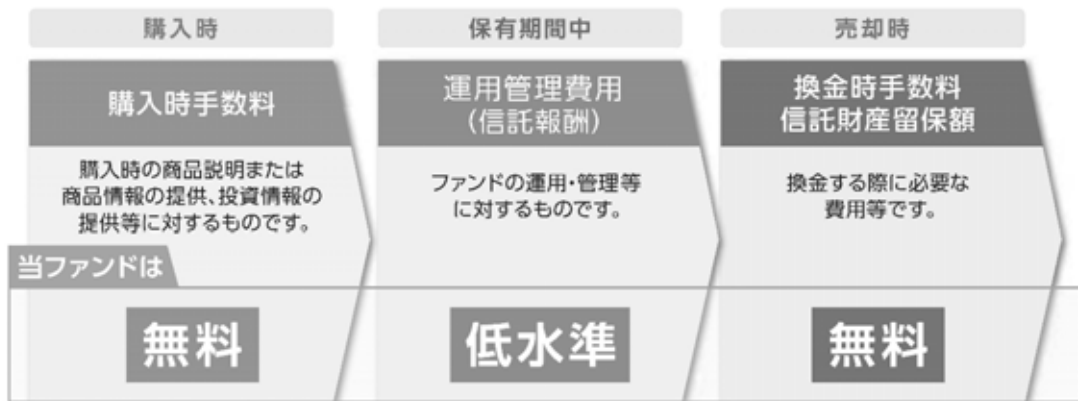 購入時
購入時手数料
購入時の商品説明または
商品情報の提供、投資情報の
提供等に対するものです。
保有期間中
運用管理費用
(信託報酬)
ファンドの運用・管理等
に対するものです。
売却時
換金時手数料
信託財産留保額
換金する際に必要な
費用等です。
当ファンドは
無料
低水準
無料